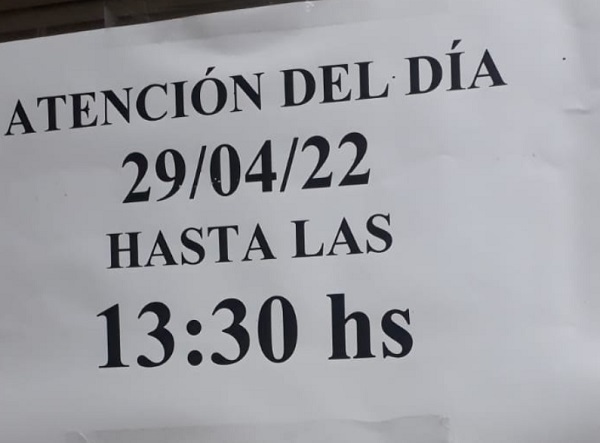 ATENCIÓN DEL DÍA
29/04/22
HASTA LAS
13:30 hs